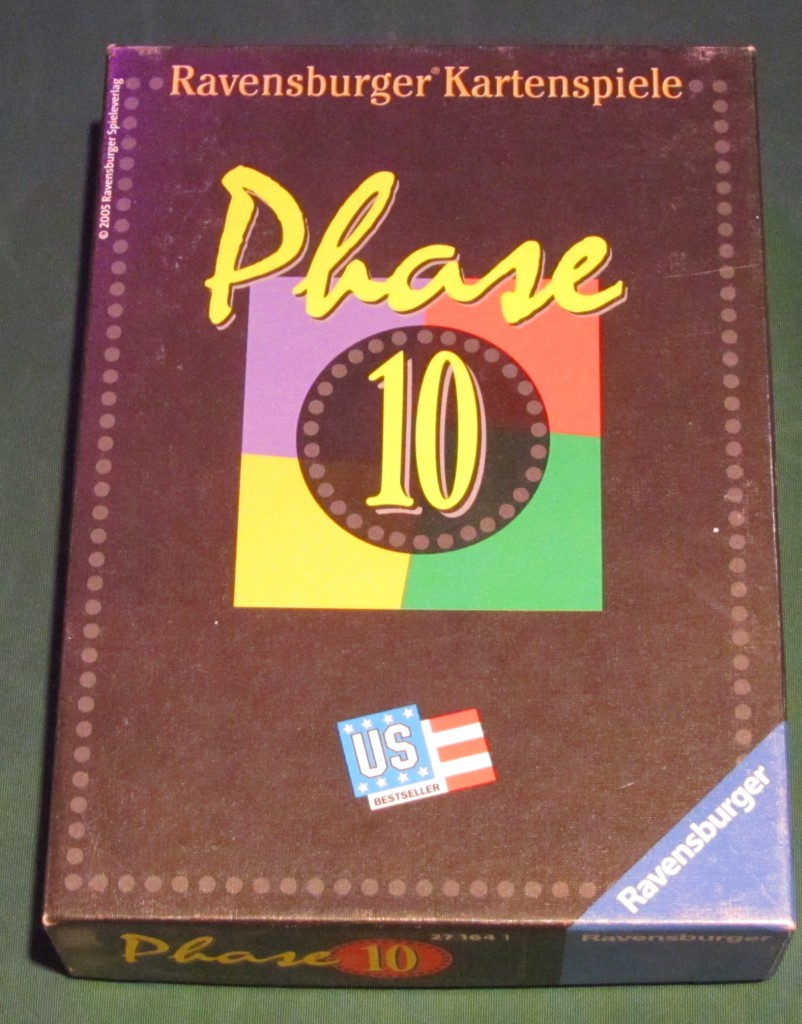 Ravensburger® Kartenspiele
© 2005 Ravensburger Spieleverlag
Phase
10
US
BESTSELLER
Ravensburger
Phase 10
27 164 1
Ravensburger